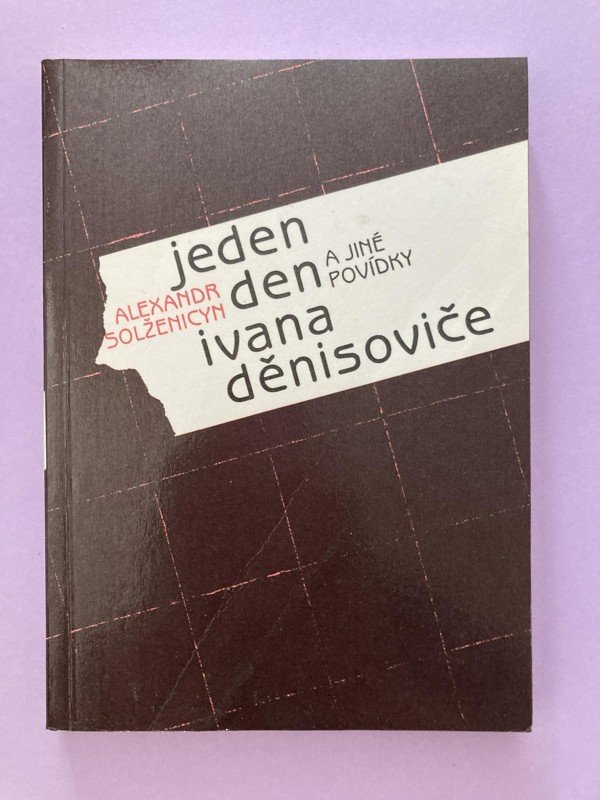 jeden
den
ivana
děnisoviče
A JINÉ
POVÍDKY
ALEXANDR
SOLŽENICYN